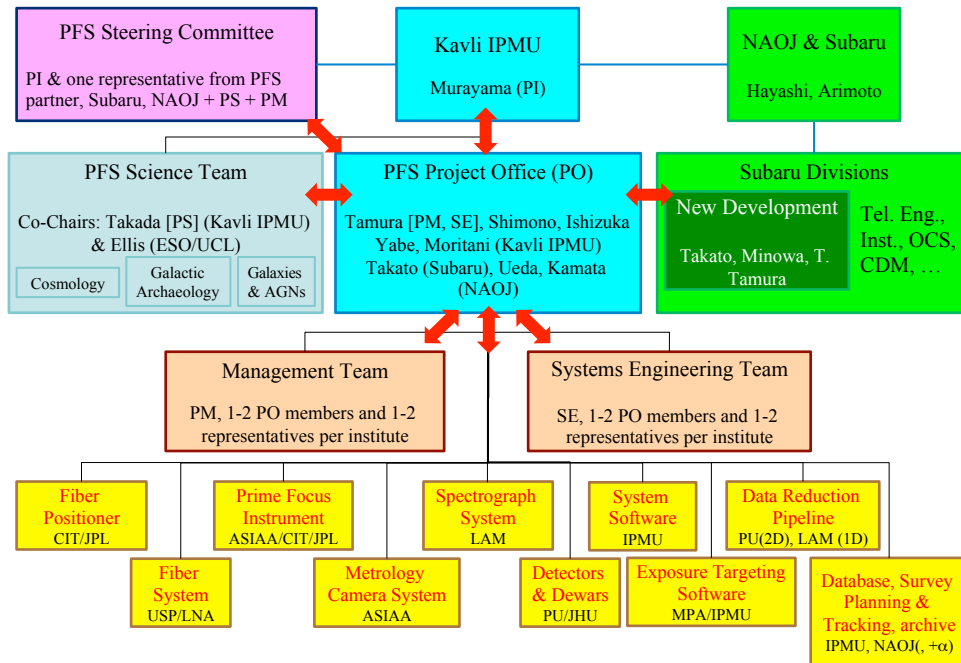 PFS Steering Committee
PI & one representative from PFS
partner, Subaru, NAOJ + PS + PM
Kavli IPMU
Murayama (PI)
NAOJ & Subaru
Hayashi, Arimoto
PFS Science Team
Co-Chairs: Takada [PS] (Kavli IPMU)
& Ellis (ESO/UCL)
Cosmology
Galactic
Archaeology
Galaxies
& AGNs
PFS Project Office (PO)
Tamura [PM, SE], Shimono, Ishizuka
Yabe, Moritani (Kavli IPMU)
Takato (Subaru), Ueda, Kamata
(NAOJ)
Subaru Divisions
New Development
Takato, Minowa, T.
Tamura
Tel. Eng.,
Inst., OCS,
CDM, …
Management Team
PM, 1-2 PO members and 1-2
representatives per institute
Systems Engineering Team
SE, 1-2 PO members and 1-2
representatives per institute
Fiber
Positioner
CIT/JPL
Prime Focus
Instrument
ASIAA/CIT/JPL
Spectrograph
System
LAM
System
Software
IPMU
Data Reduction
Pipeline
PU(2D), LAM (1D)
Fiber
System
USP/LNA
Metrology
Camera System
ASIAA
Detectors
& Dewars
PU/JHU
Exposure Targeting
Software
MPA/IPMU
Database, Survey
Planning &
Tracking, archive
IPMU, NAOJ(, +α)